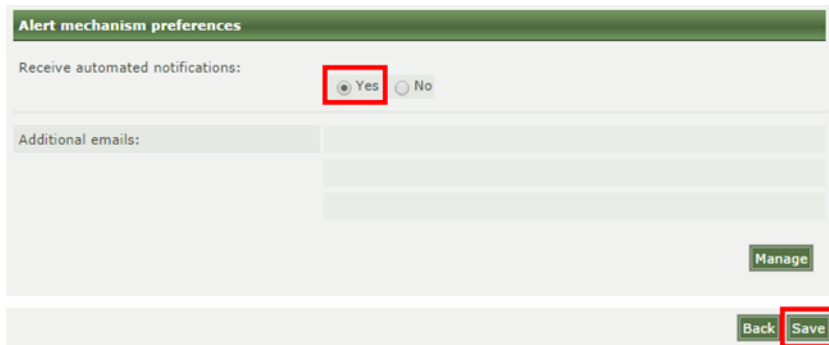 Alert mechanism preferences
Receive automated notifications:
Yes No
Additional emails:
Manage
Back Save